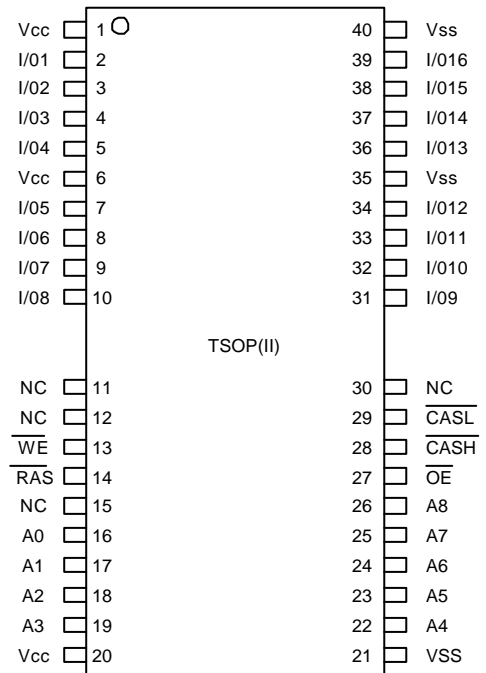 Vcc 1 40 Vss
I/01 2 39 I/016
I/02 3 38 I/015
I/03 4 37 I/014
I/04 5 36 I/013
Vcc 6 35 Vss
I/05 7 34 I/012
I/06 8 33 I/011
I/07 9 32 I/010
I/08 10 31 I/09
TSOP(II)
NC 11 30 NC
NC 12 29 CASL
WE 13 28 CASH
RAS 14 27 OE
NC 15 26 A8
A0 16 25 A7
A1 17 24 A6
A2 18 23 A5
A3 19 22 A4
Vcc 20 21 VSS